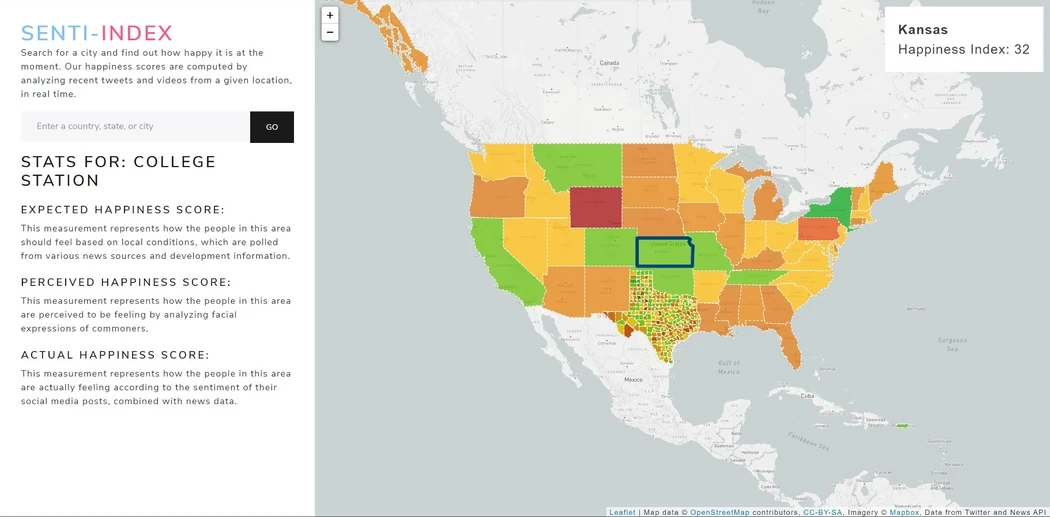 SENTI-INDEX
Search for a city and find out how happy it is at the
moment. Our happiness scores are computed by
analyzing recent tweets and videos from a given location,
in real time.
Enter a country, state, or city
GO
STATS FOR: COLLEGE
STATION
EXPECTED HAPPINESS SCORE:
This measurement represents how the people in this area
should feel based on local conditions, which are polled
from various news sources and development information.
PERCEIVED HAPPINESS SCORE:
This measurement represents how the people in this area
are perceived to be feeling by analyzing facial
expressions of commoners.
ACTUAL HAPPINESS SCORE:
This measurement represents how the people in this area
are actually feeling according to the sentiment of their
social media posts, combined with news data.
+
−
Kansas
Happiness Index: 32
Hudson
Bay
Canada
United States
Gulf of
Mexico
Mexico
Cuba
Sargasso
Sea
Caribbean Sea
Leaflet | Map data © OpenStreetMap contributors, CC-BY-SA, Imagery © Mapbox, Data from Twitter and News API